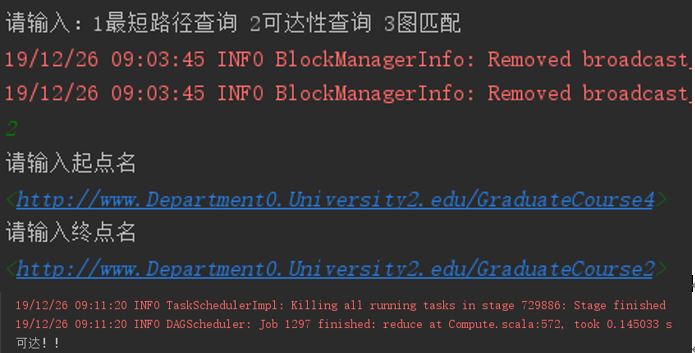 请输入：1最短路径查询 2可达性查询 3图匹配
19/12/26 09:03:45 INFO BlockManagerInfo: Removed broadcast_
19/12/26 09:03:45 INFO BlockManagerInfo: Removed broadcast_
2
请输入起点名
<http://www.Department0.University2.edu/GraduateCourse4>
请输入终点名
<http://www.Department0.University2.edu/GraduateCourse2>
19/12/26 09:11:20 INFO TaskSchedulerImpl: Killing all running tasks in stage 729886: Stage finished
19/12/26 09:11:20 INFO DAGScheduler: Job 1297 finished: reduce at Compute.scala:572, took 0.145033 s
可达!!